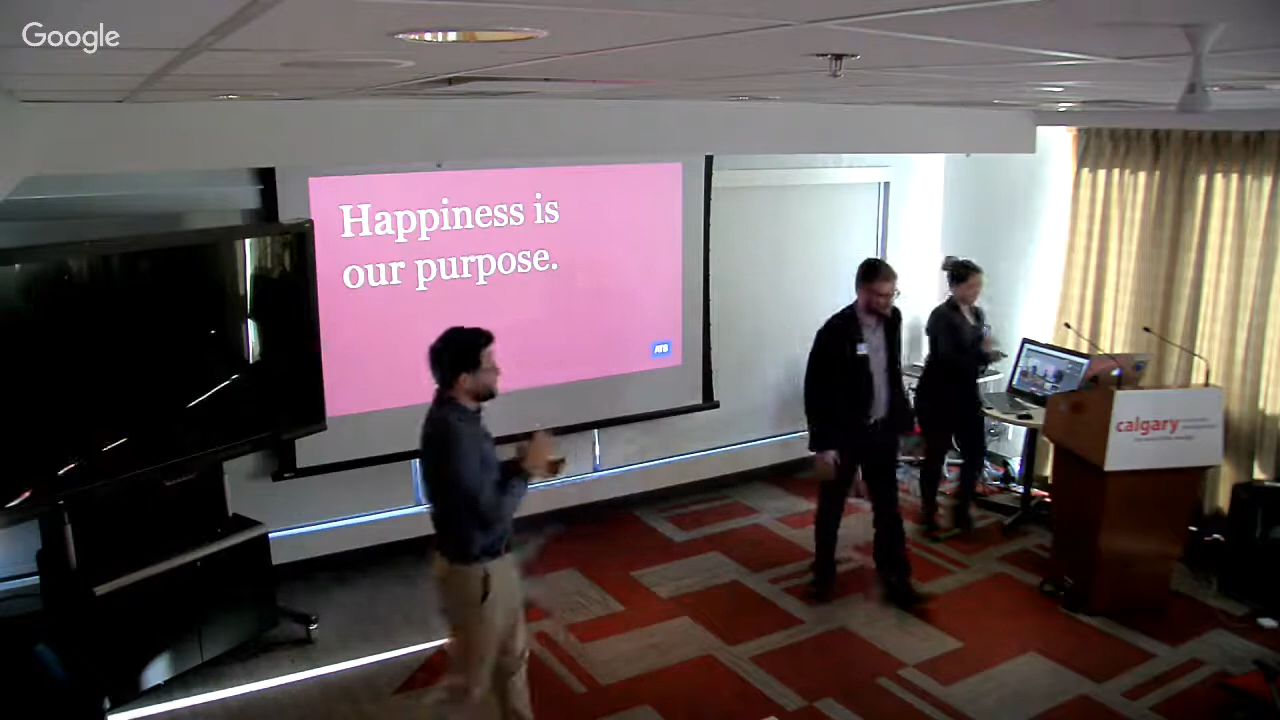 Google
Happiness is
our purpose.
ATB
calgary